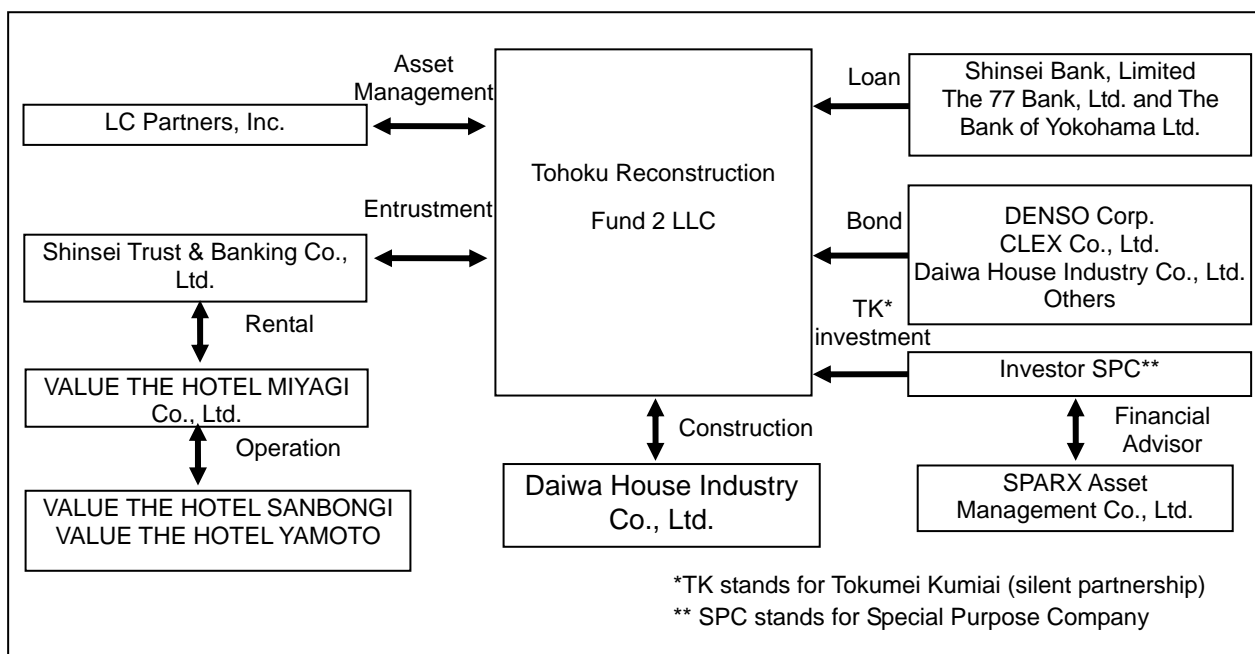 Asset
Management
LC Partners, Inc.
Entrustment
Shinsei Trust & Banking Co.,
Ltd.
Rental
VALUE THE HOTEL MIYAGI
Co., Ltd.
Operation
VALUE THE HOTEL SANBONGI
VALUE THE HOTEL YAMOTO
Tohoku Reconstruction
Fund 2 LLC
Construction
Daiwa House Industry
Co., Ltd.
Loan
Shinsei Bank, Limited
The 77 Bank, Ltd. and The
Bank of Yokohama Ltd.
Bond
DENSO Corp.
CLEX Co., Ltd.
Daiwa House Industry Co., Ltd.
Others
TK*
investment
Investor SPC**
Financial
Advisor
SPARX Asset
Management Co., Ltd.
*TK stands for Tokumei Kumiai (silent partnership)
** SPC stands for Special Purpose Company